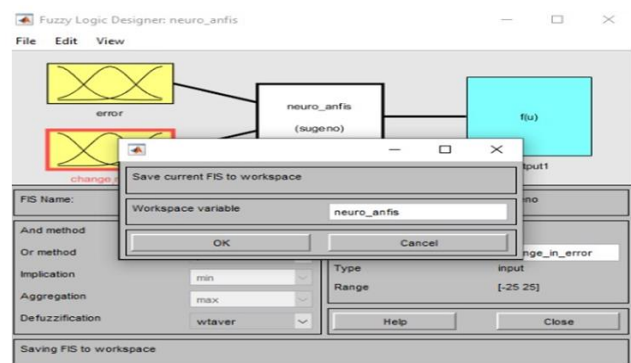 Fuzzy Logic Designer: neuro_anfis
File Edit View
error
neuro_anfis
(sugeno)
f(u)
change
Save current FIS to workspace
Workspace variable
neuro_anfis
OK
Cancel
FIS Name:
And method
Or method
nge_in_error
Implication
min
Type
input
Aggregation
max
Range
[-25 25]
Defuzzification
wtaver
Help
Close
Saving FIS to workspace